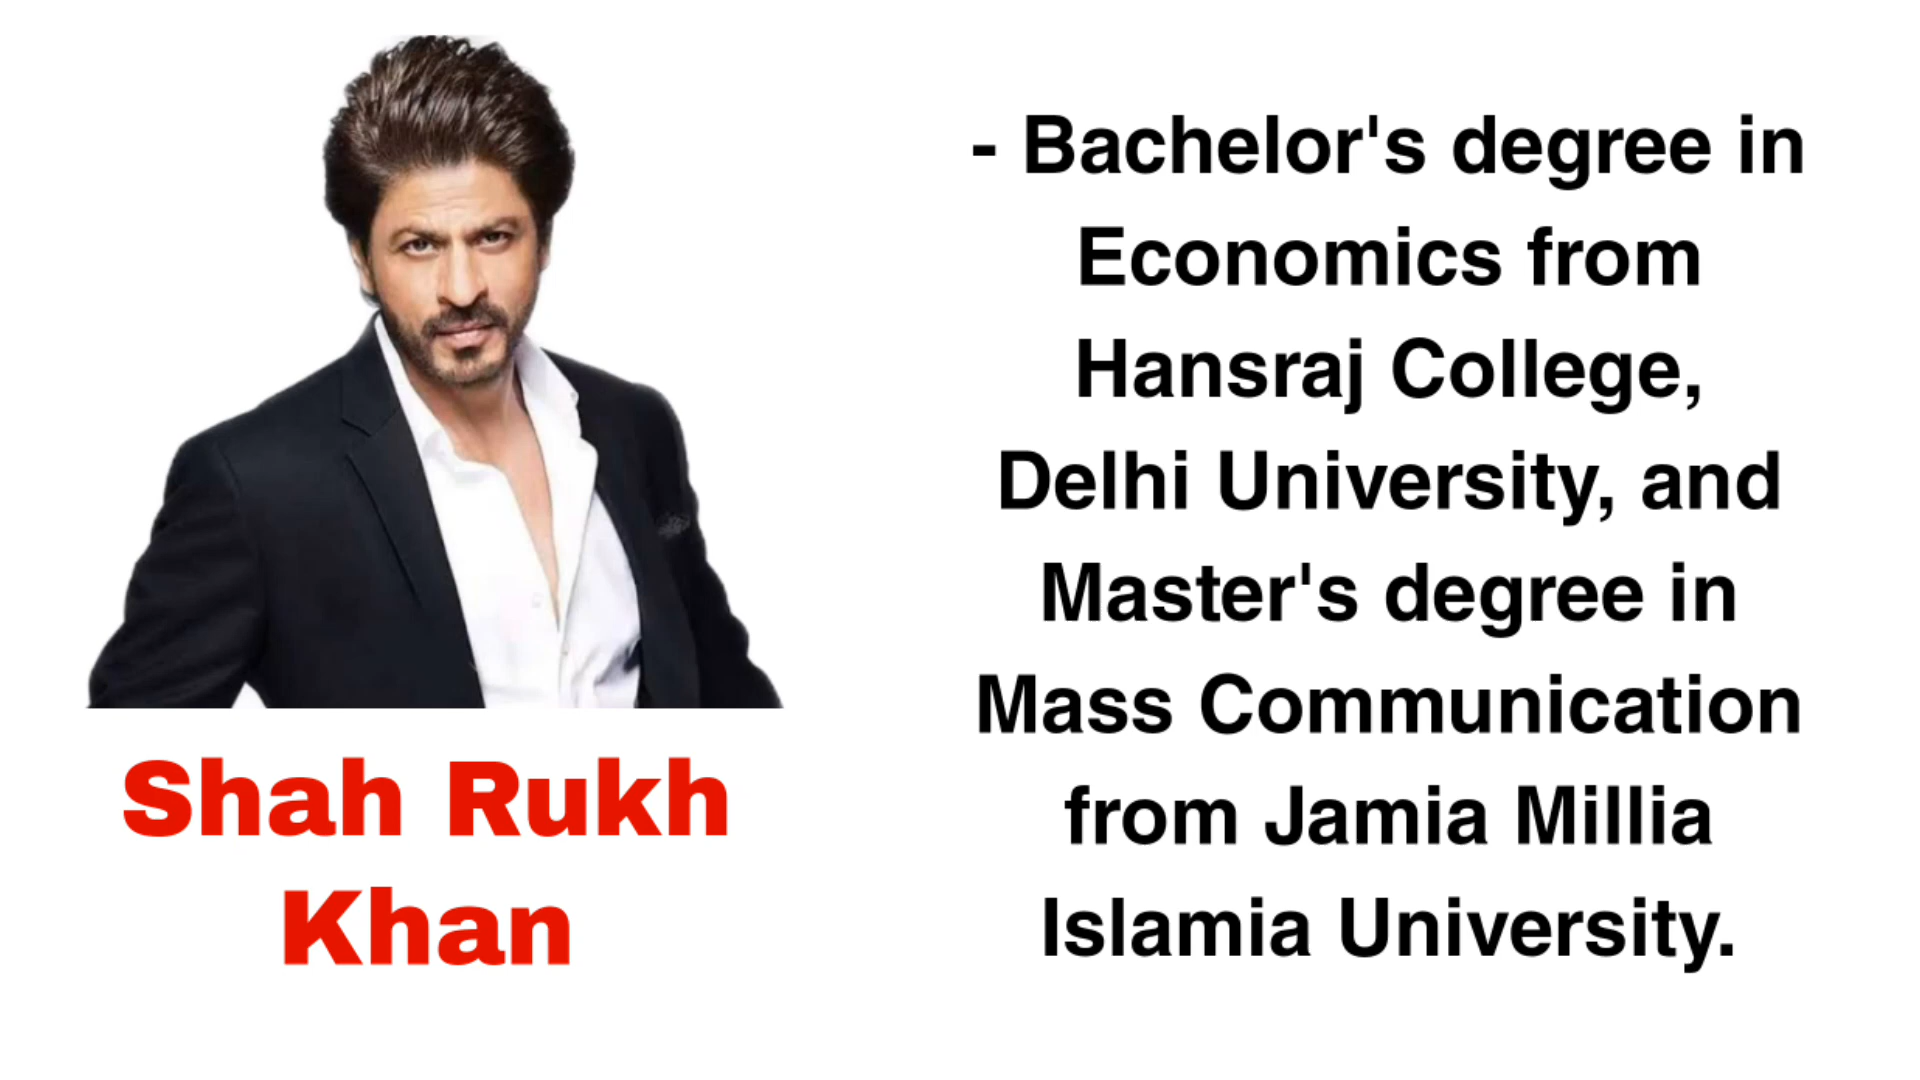 Shah Rukh
Khan
- Bachelor's degree in
Economics from
Hansraj College,
Delhi University, and
Master's degree in
Mass Communication
from Jamia Millia
Islamia University.